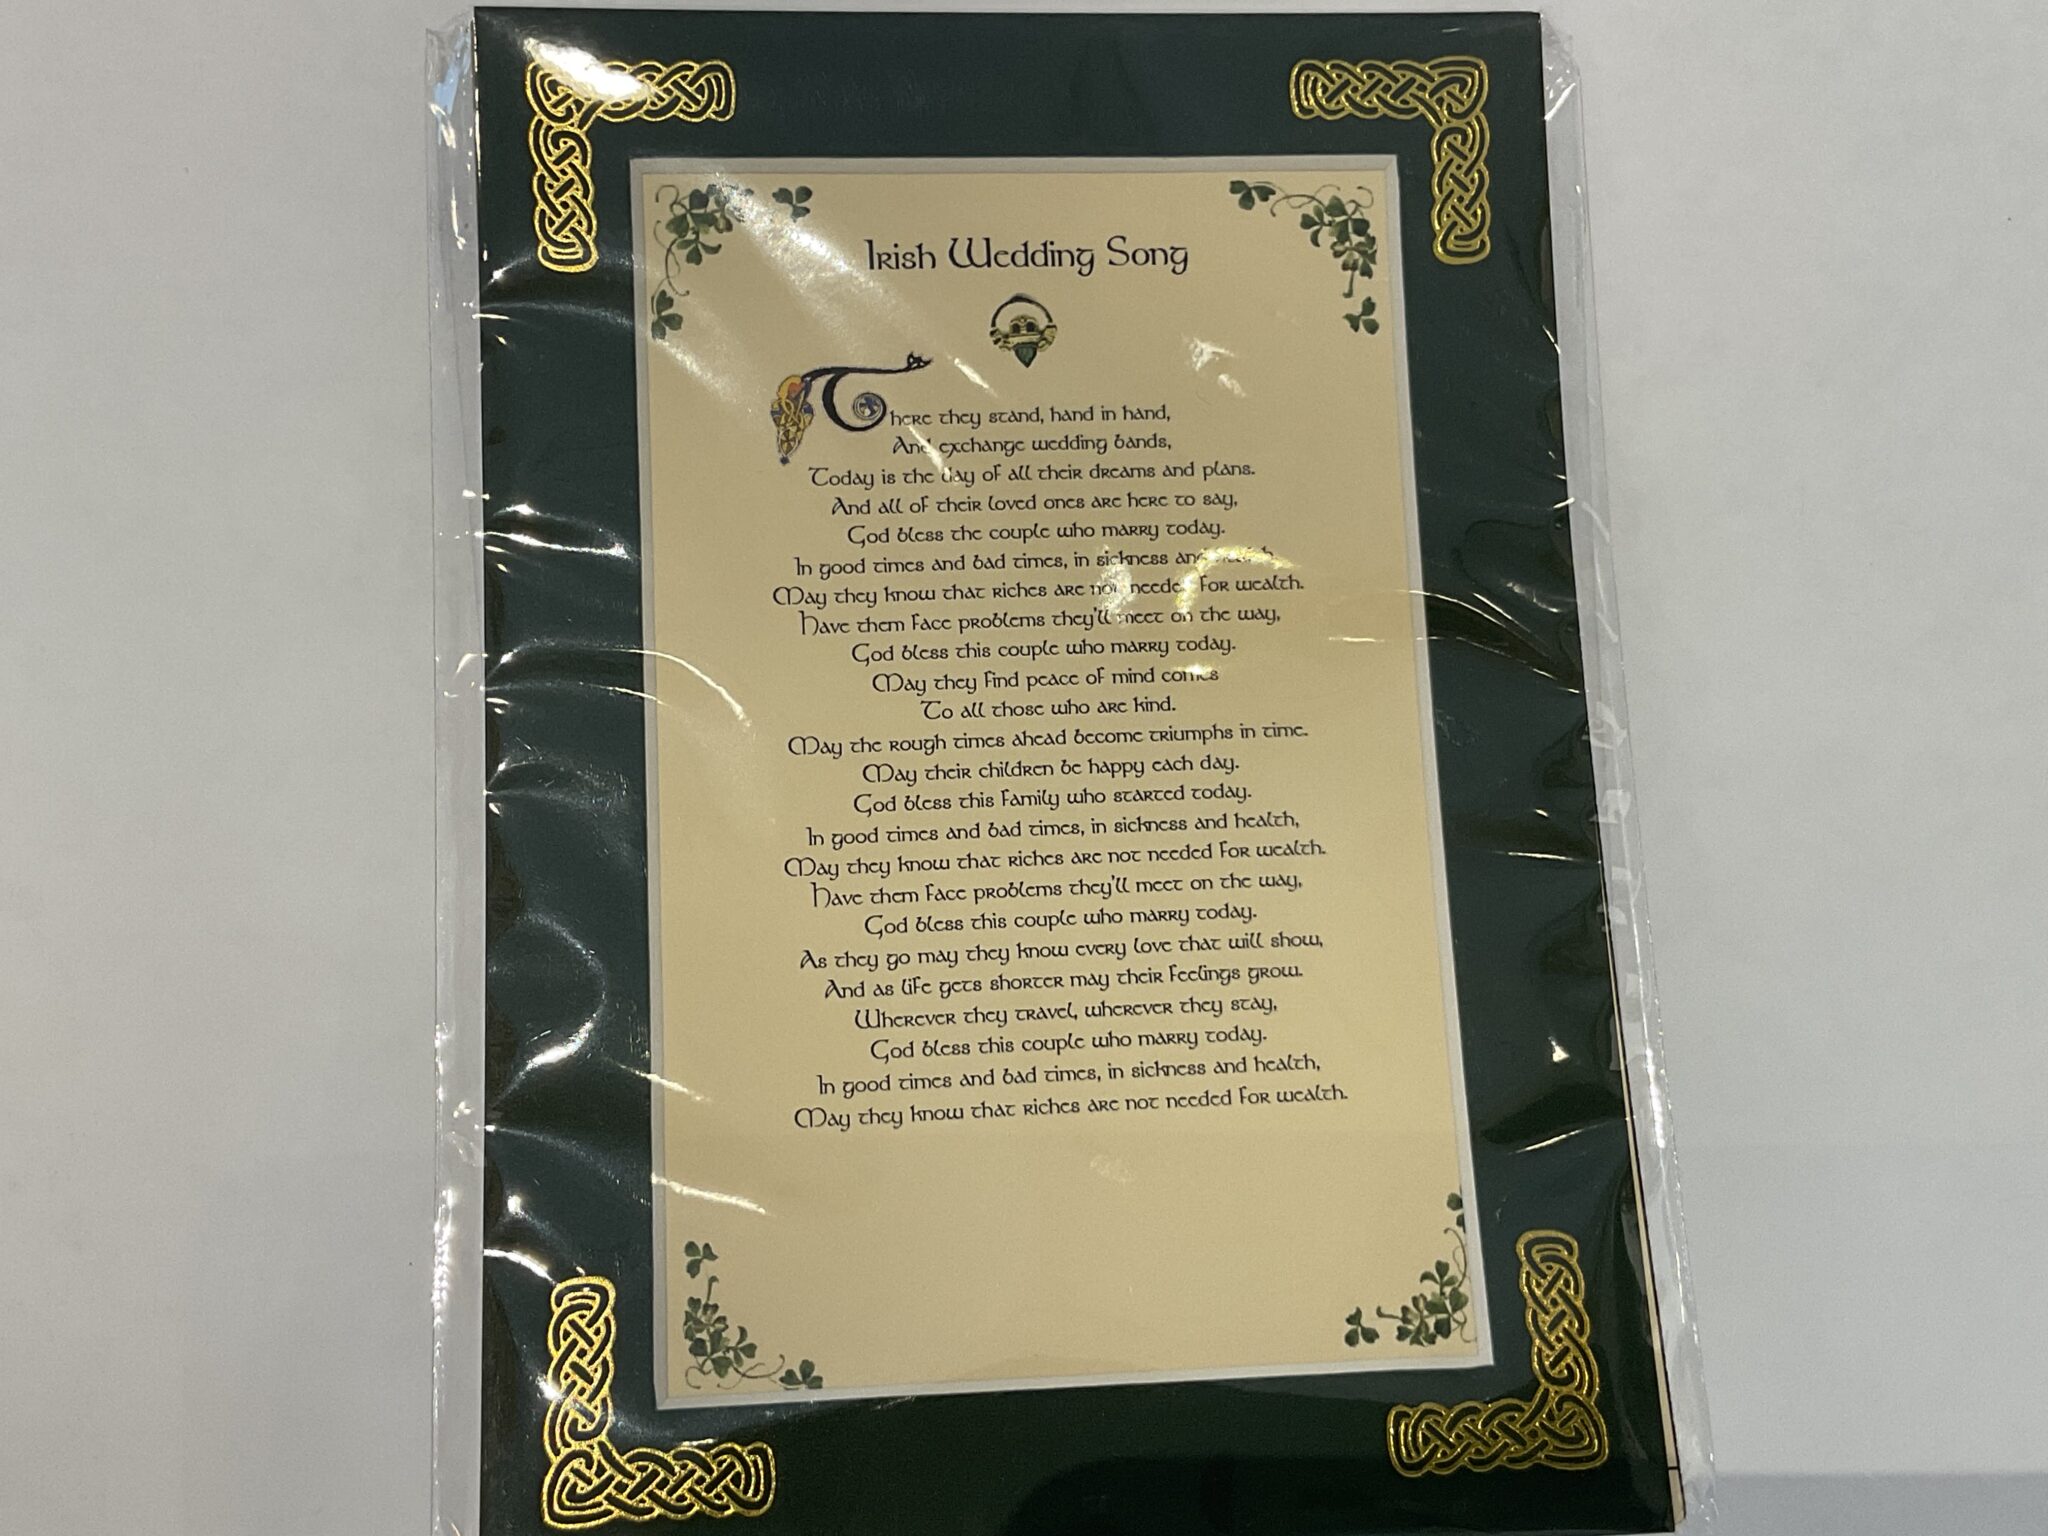 Irish Wedding Song
There they stand, hand in hand,
And exchange wedding bands,
Today is the day of all their dreams and plans.
And all of their loved ones are here to say,
God bless the couple who marry today.
In good times and bad times, in sickness and
May they know that riches are not needed for wealth.
Have them face problems they'll meet on the way,
God bless this couple who marry today.
May they find peace of mind comes
To all those who are kind.
May the rough times ahead become triumphs in time.
May their children be happy each day.
God bless this family who started today.
In good times and bad times, in sickness and health,
May they know that riches are not needed for wealth.
Have them face problems they'll meet on the way,
God bless this couple who marry today.
As they go may they know every love that will show,
And as life gets shorter may their feelings grow.
Wherever they travel, wherever they stay,
God bless this couple who marry today.
In good times and bad times, in sickness and health,
May they know that riches are not needed for wealth.